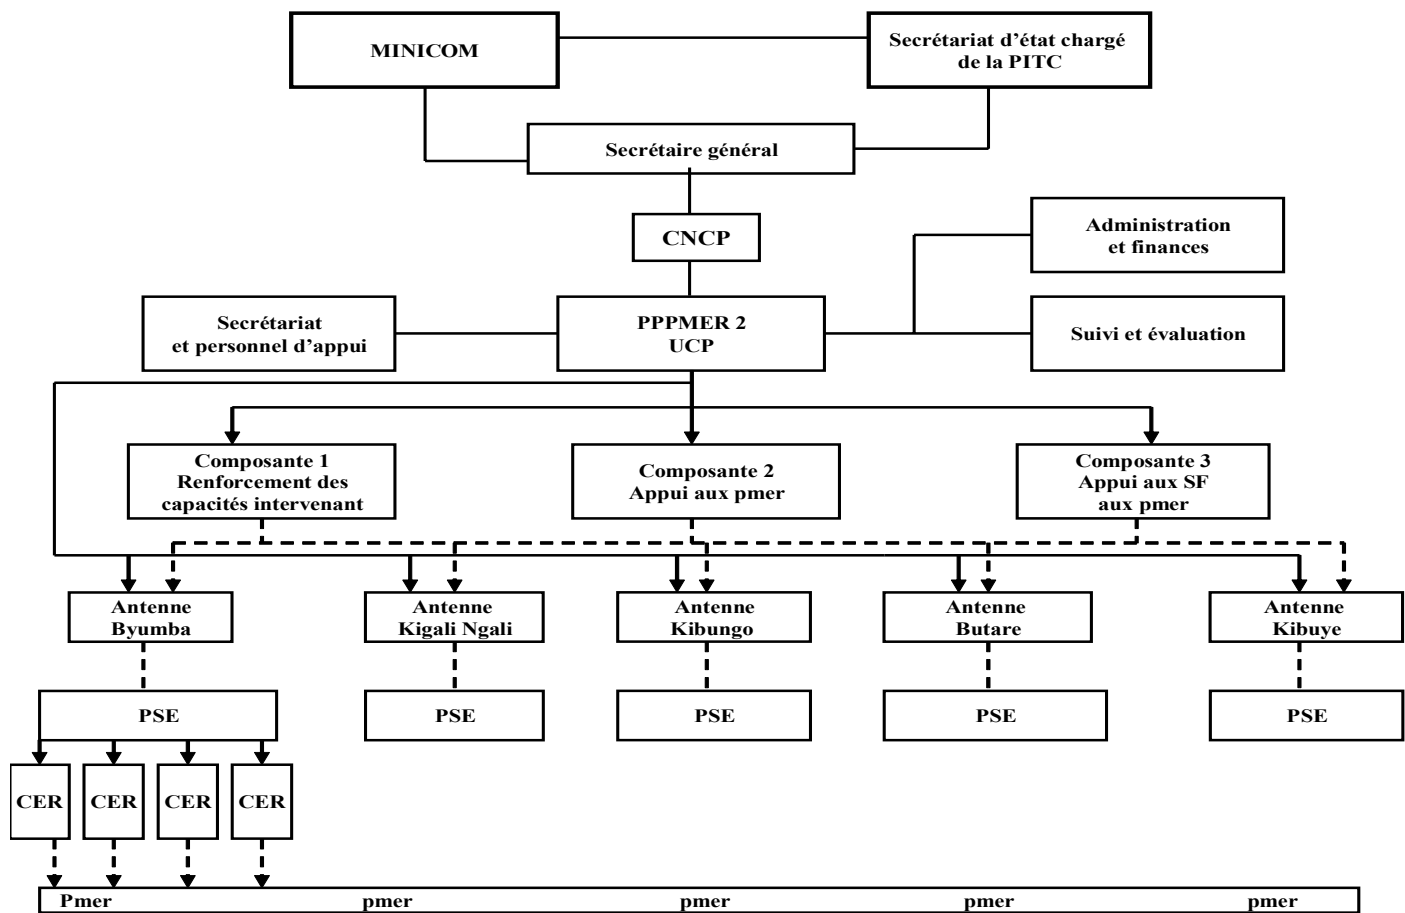 MINICOM
Secrétariat d'état chargé
de la PITC
Secrétaire général
CNCP
Administration
et finances
Secrétariat
et personnel d'appui
PPPMER 2
UCP
Suivi et évaluation
Composante 1
Renforcement des
capacités intervenant
Composante 2
Appui aux pmer
Composante 3
Appui aux SF
aux pmer
Antenne
Byumba
Antenne
Kigali Ngali
Antenne
Kibungo
Antenne
Butare
Antenne
Kibuye
PSE
PSE
PSE
PSE
PSE
CER
CER
CER
CER
Pmer
pmer
pmer
pmer
pmer